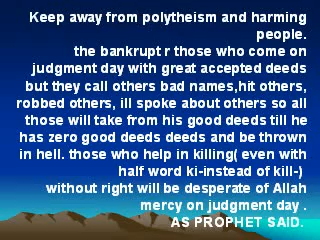 Keep away from polytheism and harming
people.
the bankrupt r those who come on
judgment day with great accepted deeds
but they call others bad names,hit others,
robbed others, ill spoke about others so all
those will take from his good deeds till he
has zero good deeds deeds and be thrown
in hell. those who help in killing( even with
half word ki-instead of kill-)
without right will be desperate of Allah
mercy on judgment day .
AS PROPHET SAID.